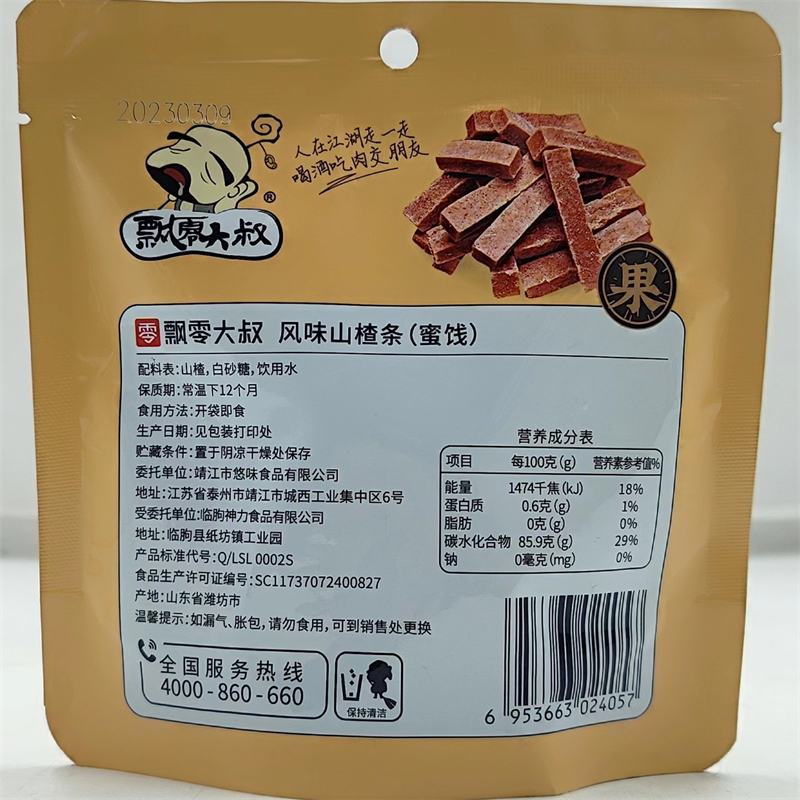 20230309
人在江湖走一走
喝酒吃肉交朋友
飘零大叔
®
果
零 飘零大叔 风味山楂条(蜜饯)
配料表:山楂,白砂糖,饮用水
保质期:常温下12个月
食用方法:开袋即食
生产日期:见包装打印处
贮藏条件:置于阴凉干燥处保存
委托单位:靖江市悠味食品有限公司
地址:江苏省泰州市靖江市城西工业集中区6号
受委托单位:临朐神力食品有限公司
地址:临朐县纸坊镇工业园
产品标准代号:Q/LSL 0002S
食品生产许可证编号:SC11737072400827
产地:山东省潍坊市
温馨提示:如漏气、胀包,请勿食用,可到销售处更换
营养成分表
项目 每100克(g) 营养素参考值%
能量 1474千焦(kJ) 18%
蛋白质 0.6克(g) 1%
脂肪 0克(g) 0%
碳水化合物 85.9克(g) 29%
钠 0毫克(mg) 0%
全国服务热线
4000-860-660
保持清洁
6 953663 024057